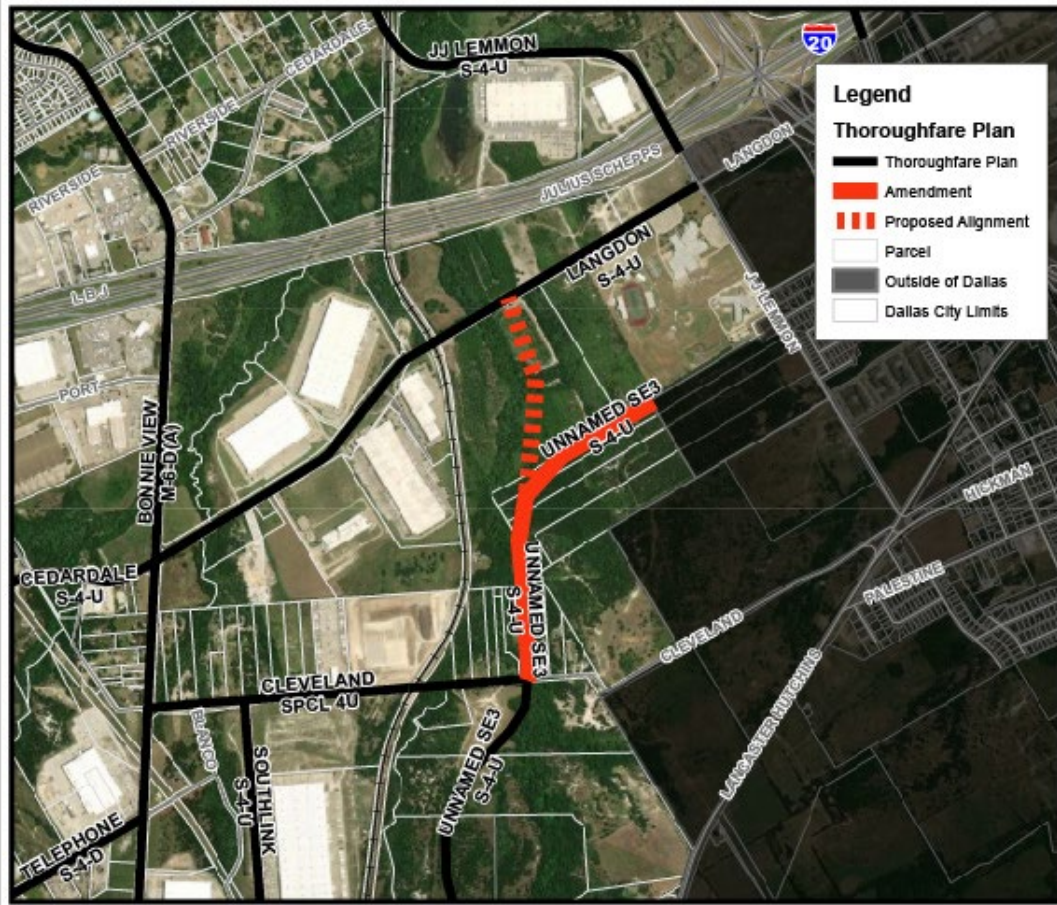 CEDARDALE
JJ LEMMON
S-4-U
20
RIVERSIDE
RIVERSIDE
JULIUS SCHEPPS
LANGDON
LANGDON
S-4-U
L B J
JJ LEMMON
PORT
BONNIE VIEW
M-6-D(A)
UNNAMED SE3
S-4-U
HICKMAN
CEDARDALE
S-4-U
UNNAMED SE3
S-4-U
PALESTINE
CLEVELAND
CLEVELAND
SPCL 4U
BLANCO
SOUTHLINK
S-4-U
UNNAMED SE3
S-4-U
LANCASTER HUTCHINS
TELEPHONE
S-4-D
Legend
Thoroughfare Plan
Thoroughfare Plan
Amendment
Proposed Alignment
Parcel
Outside of Dallas
Dallas City Limits